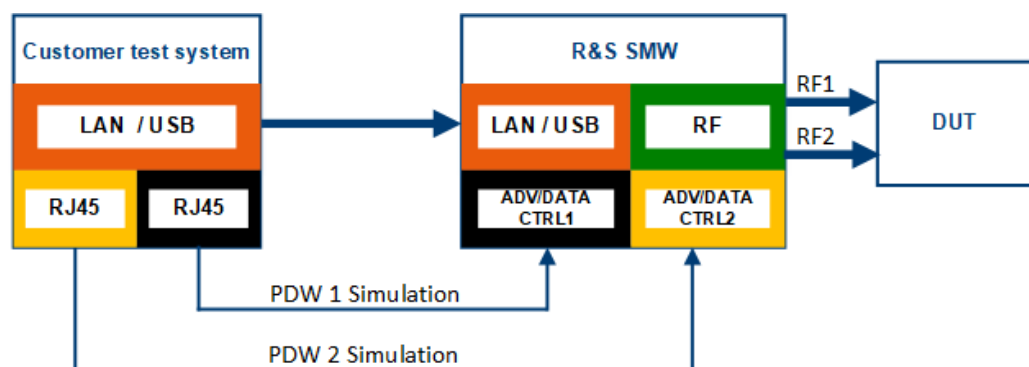 Customer test system
R&S SMW
LAN / USB
LAN / USB
RF
RF1
RF2
DUT
RJ45
RJ45
ADV/DATA
CTRL1
ADV/DATA
CTRL2
PDW 1 Simulation
PDW 2 Simulation